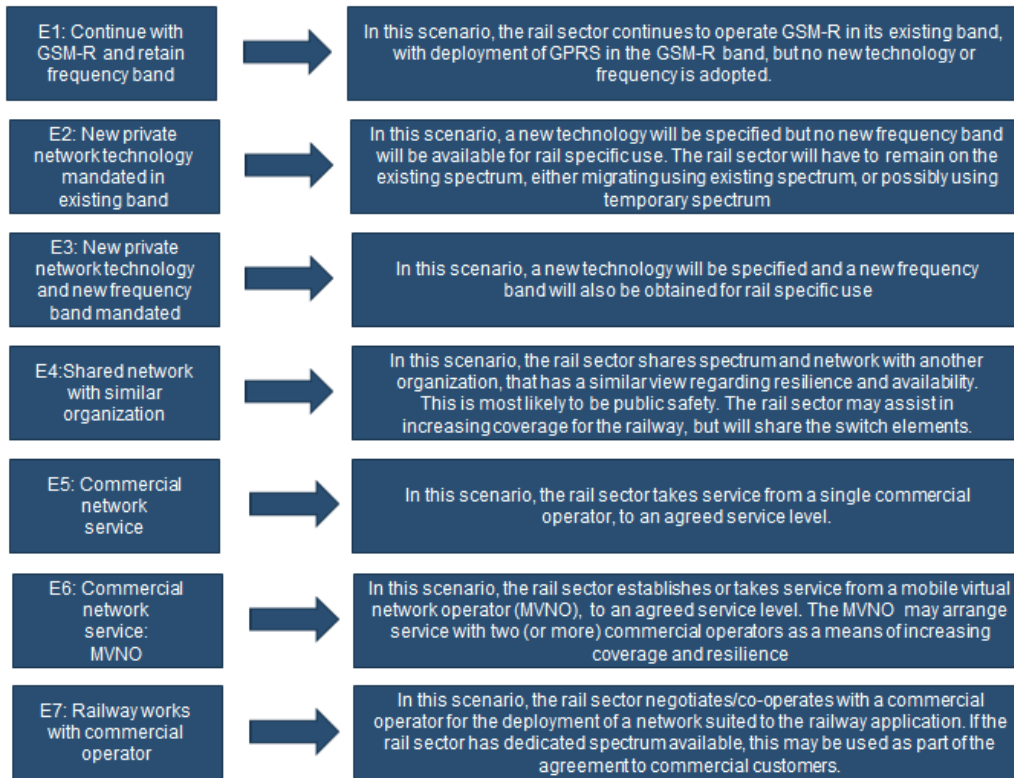 E1: Continue with
GSM-R and retain
frequency band
In this scenario, the rail sector continues to operate GSM-R in its existing band,
with deployment of GPRS in the GSM-R band, but no new technology or
frequency is adopted.
E2: New private
network technology
mandated in
existing band
In this scenario, a new technology will be specified but no new frequency band
will be available for rail specific use. The rail sector will have to remain on the
existing spectrum, either migrating using existing spectrum, or possibly using
temporary spectrum
E3: New private
network technology
and new frequency
band mandated
In this scenario, a new technology will be specified and a new frequency
band will also be obtained for rail specific use
E4:Shared network
with similar
organization
In this scenario, the rail sector shares spectrum and network with another
organization, that has a similar view regarding resilience and availability.
This is most likely to be public safety. The rail sector may assist in
increasing coverage for the railway, but will share the switch elements.
E5: Commercial
network
service
In this scenario, the rail sector takes service from a single commercial
operator, to an agreed service level.
E6: Commercial
network
service:
MVNO
In this scenario, the rail sector establishes or takes service from a mobile virtual
network operator (MVNO), to an agreed service level. The MVNO may arrange
service with two (or more) commercial operators as a means of increasing
coverage and resilience
E7: Railway works
with commercial
operator
In this scenario, the rail sector negotiates/co-operates with a commercial
operator for the deployment of a network suited to the railway application. If the
rail sector has dedicated spectrum available, this may be used as part of the
agreement to commercial customers.